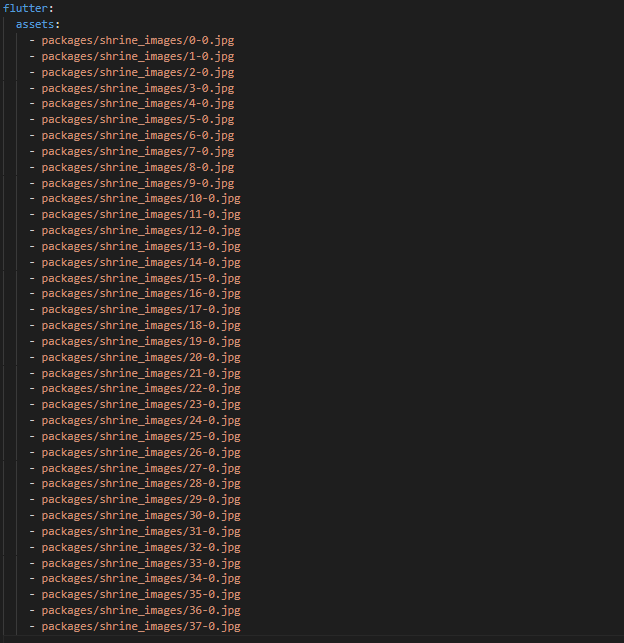 flutter:
  assets:
    - packages/shrine_images/0-0.jpg
    - packages/shrine_images/1-0.jpg
    - packages/shrine_images/2-0.jpg
    - packages/shrine_images/3-0.jpg
    - packages/shrine_images/4-0.jpg
    - packages/shrine_images/5-0.jpg
    - packages/shrine_images/6-0.jpg
    - packages/shrine_images/7-0.jpg
    - packages/shrine_images/8-0.jpg
    - packages/shrine_images/9-0.jpg
    - packages/shrine_images/10-0.jpg
    - packages/shrine_images/11-0.jpg
    - packages/shrine_images/12-0.jpg
    - packages/shrine_images/13-0.jpg
    - packages/shrine_images/14-0.jpg
    - packages/shrine_images/15-0.jpg
    - packages/shrine_images/16-0.jpg
    - packages/shrine_images/17-0.jpg
    - packages/shrine_images/18-0.jpg
    - packages/shrine_images/19-0.jpg
    - packages/shrine_images/20-0.jpg
    - packages/shrine_images/21-0.jpg
    - packages/shrine_images/22-0.jpg
    - packages/shrine_images/23-0.jpg
    - packages/shrine_images/24-0.jpg
    - packages/shrine_images/25-0.jpg
    - packages/shrine_images/26-0.jpg
    - packages/shrine_images/27-0.jpg
    - packages/shrine_images/28-0.jpg
    - packages/shrine_images/29-0.jpg
    - packages/shrine_images/30-0.jpg
    - packages/shrine_images/31-0.jpg
    - packages/shrine_images/32-0.jpg
    - packages/shrine_images/33-0.jpg
    - packages/shrine_images/34-0.jpg
    - packages/shrine_images/35-0.jpg
    - packages/shrine_images/36-0.jpg
    - packages/shrine_images/37-0.jpg